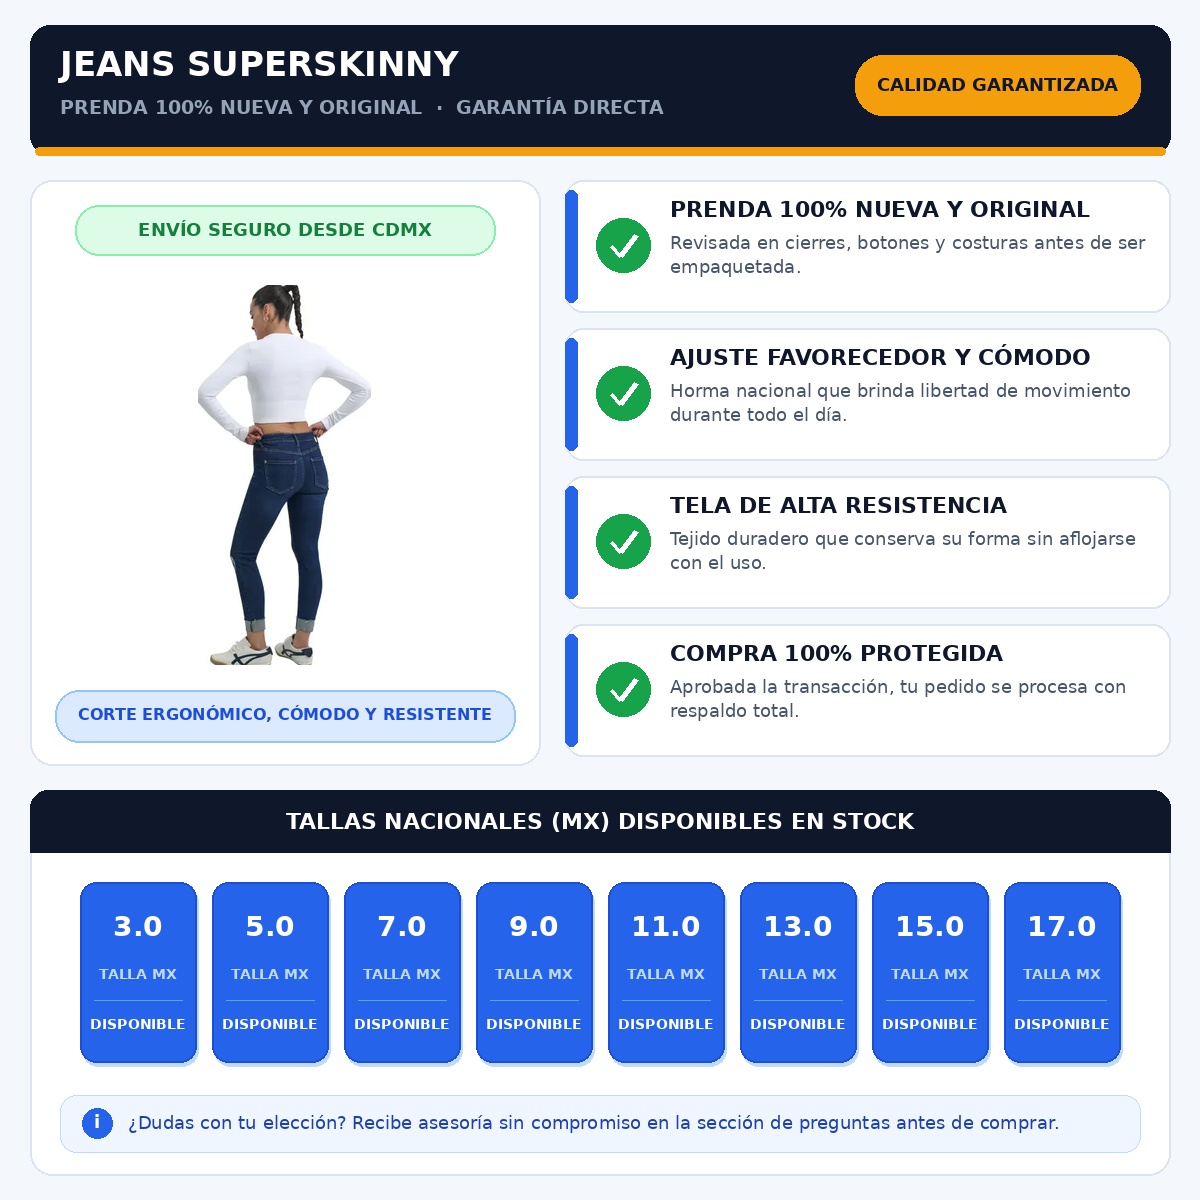 JEANS SUPERSKINNY
PRENDA 100% NUEVA Y ORIGINAL · GARANTÍA DIRECTA
CALIDAD GARANTIZADA
ENVÍO SEGURO DESDE CDMX
CORTE ERGONÓMICO, CÓMODO Y RESISTENTE
PRENDA 100% NUEVA Y ORIGINAL
Revisada en cierres, botones y costuras antes de ser
empaquetada.
AJUSTE FAVORECEDOR Y CÓMODO
Horma nacional que brinda libertad de movimiento
durante todo el día.
TELA DE ALTA RESISTENCIA
Tejido duradero que conserva su forma sin aflojarse
con el uso.
COMPRA 100% PROTEGIDA
Aprobada la transacción, tu pedido se procesa con
respaldo total.
TALLAS NACIONALES (MX) DISPONIBLES EN STOCK
3.0
TALLA MX
DISPONIBLE
5.0
TALLA MX
DISPONIBLE
7.0
TALLA MX
DISPONIBLE
9.0
TALLA MX
DISPONIBLE
11.0
TALLA MX
DISPONIBLE
13.0
TALLA MX
DISPONIBLE
15.0
TALLA MX
DISPONIBLE
17.0
TALLA MX
DISPONIBLE
i ¿Dudas con tu elección? Recibe asesoría sin compromiso en la sección de preguntas antes de comprar.